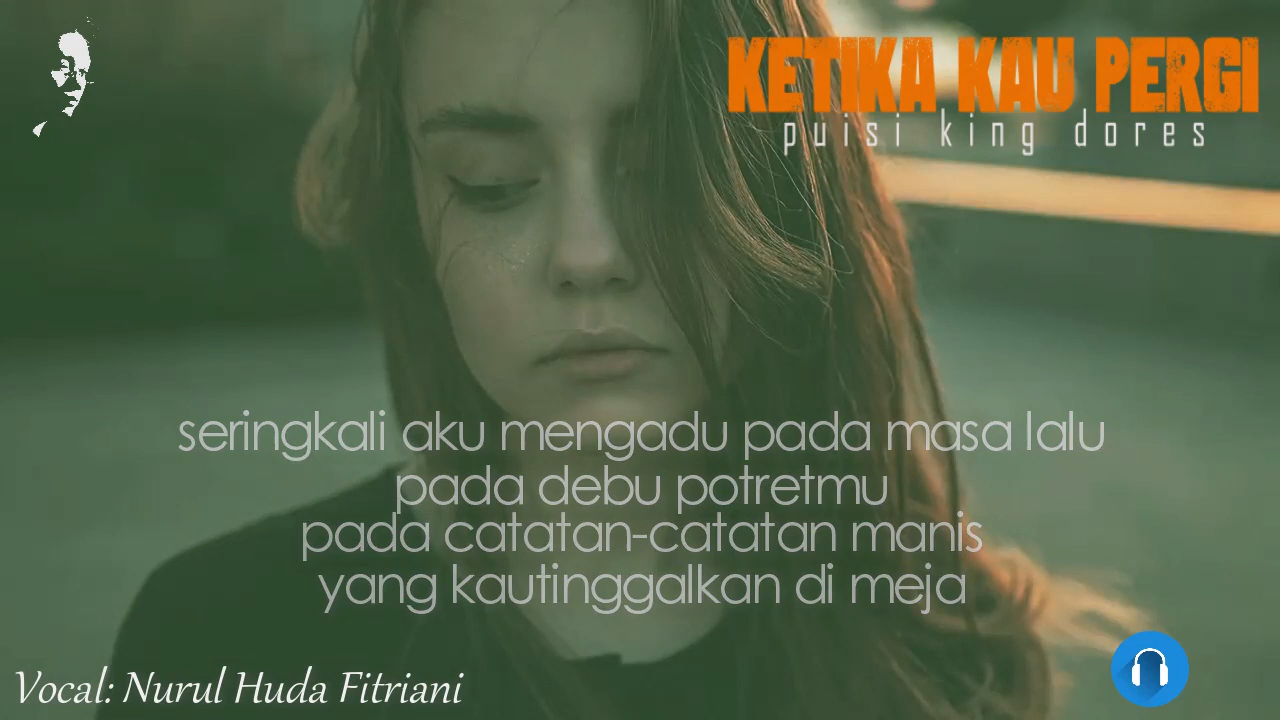 KETIKA KAU PERGI
puisi king dores
seringkali aku mengadu pada masa lalu
pada debu potretmu
pada catatan-catatan manis
yang kautinggalkan di meja
Vocal: Nurul Huda Fitriani